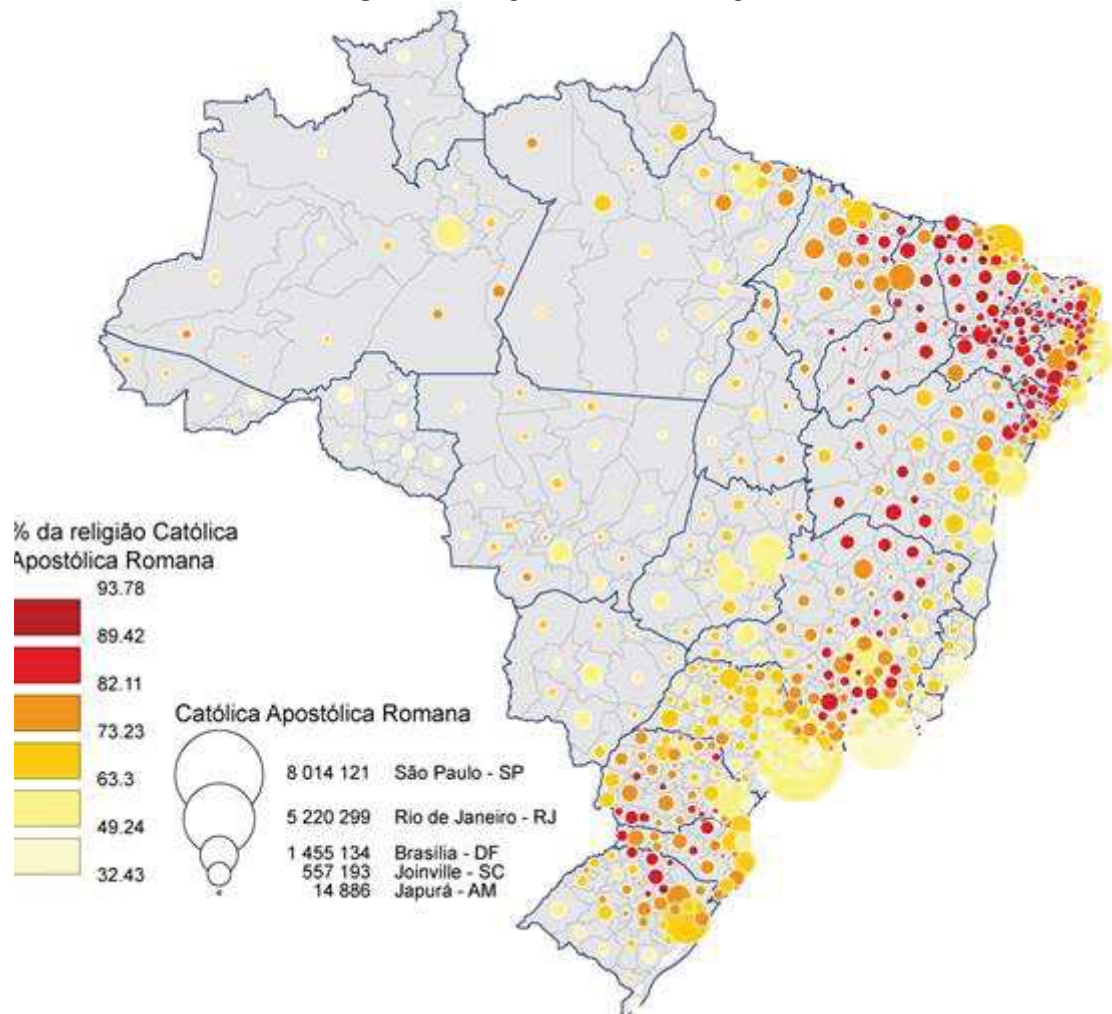 % da religião Católica
Apostólica Romana
93.78
89.42
82.11
73.23
63.3
49.24
32.43
Católica Apostólica Romana
8 014 121 São Paulo - SP
5 220 299 Rio de Janeiro - RJ
1 455 134 Brasília - DF
557 193 Joinville - SC
14 886 Japurá - AM